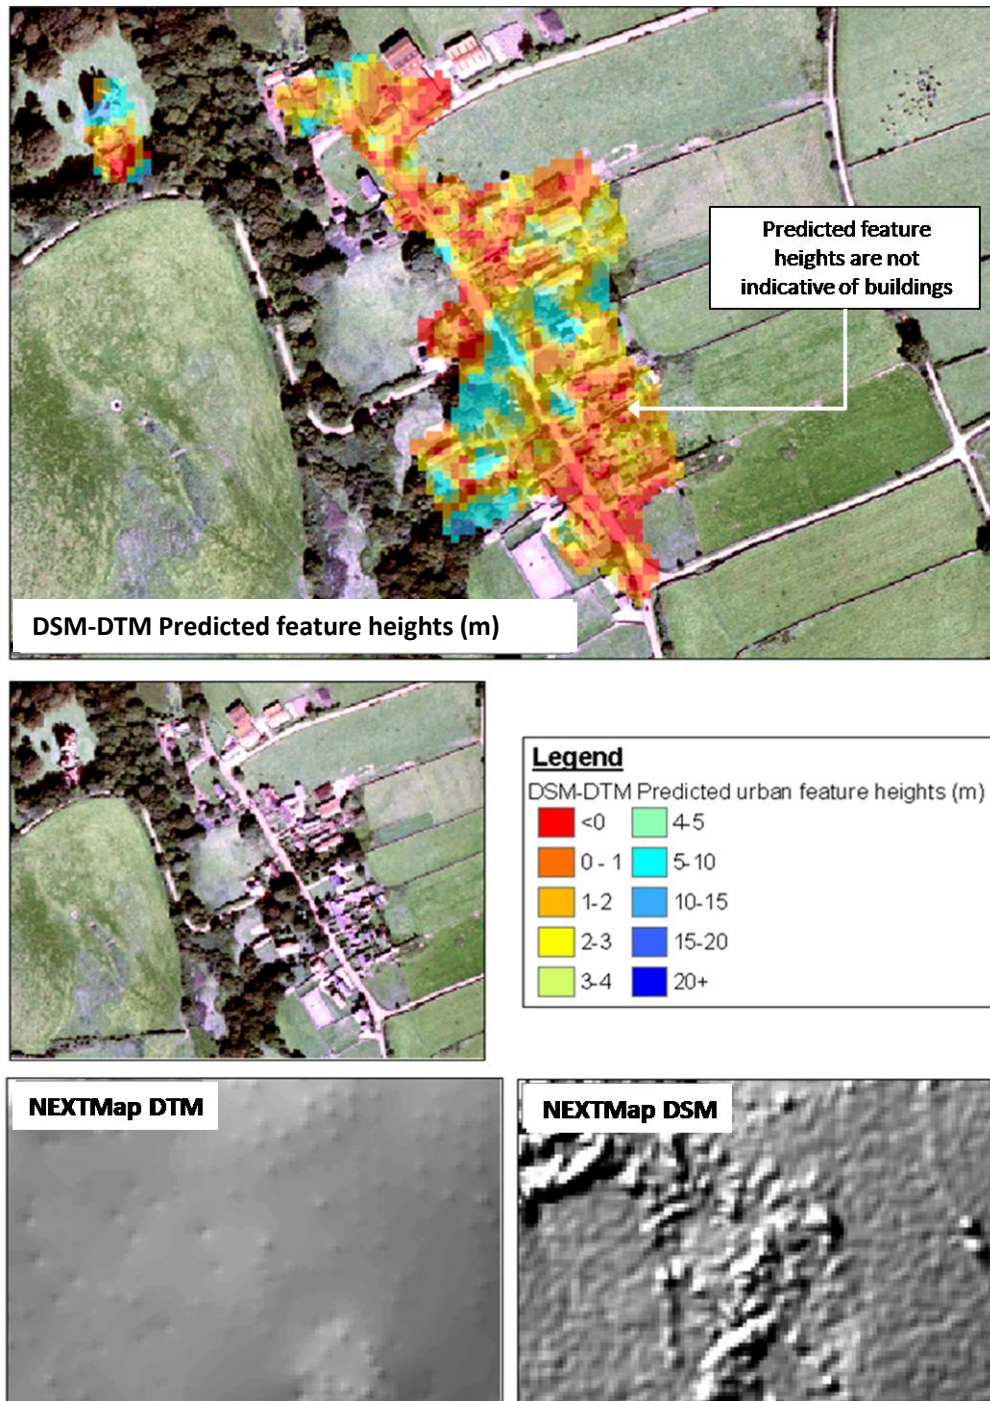 Predicted feature
heights are not
indicative of buildings
DSM-DTM Predicted feature heights (m)
Legend
DSM-DTM Predicted urban feature heights (m)
<0
0 - 1
1-2
2-3
3-4
4-5
5-10
10-15
15-20
20+
NEXTMap DTM
NEXTMap DSM